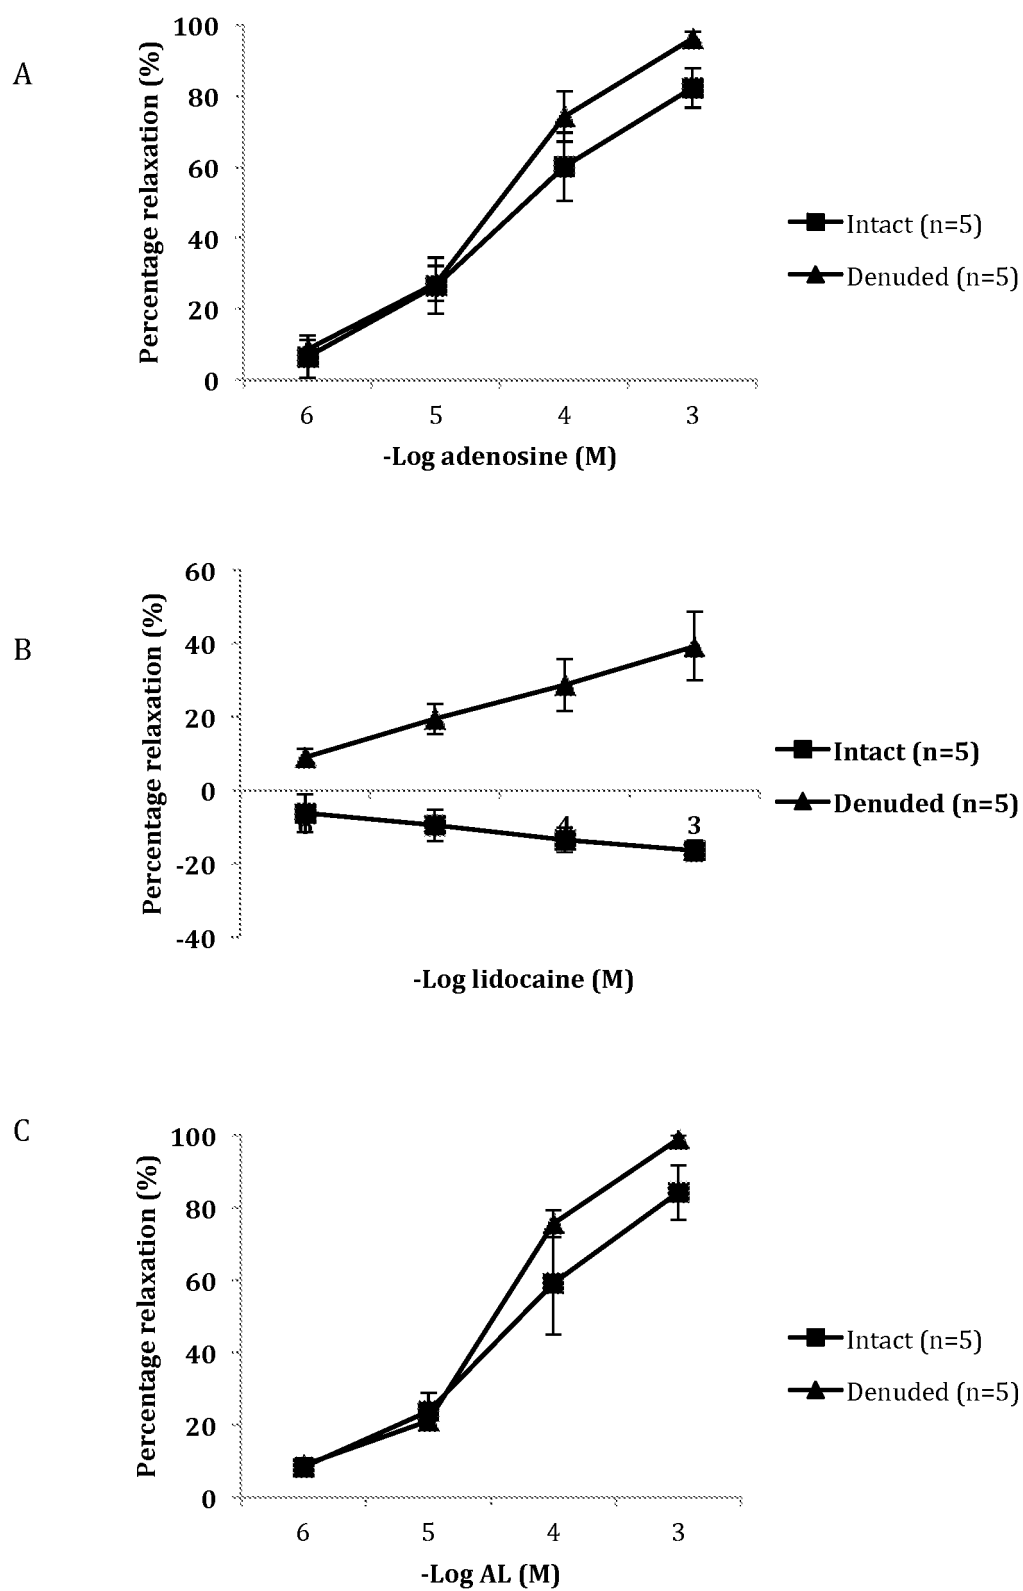 A
Percentage relaxation (%)
100
80
60
40
20
0
6 5 4 3
-Log adenosine (M)
Intact (n=5)
Denuded (n=5)
B
Percentage relaxation (%)
60
40
20
0
-20
-40
4 3
-Log lidocaine (M)
Intact (n=5)
Denuded (n=5)
C
Percentage relaxation (%)
100
80
60
40
20
0
6 5 4 3
-Log AL (M)
Intact (n=5)
Denuded (n=5)